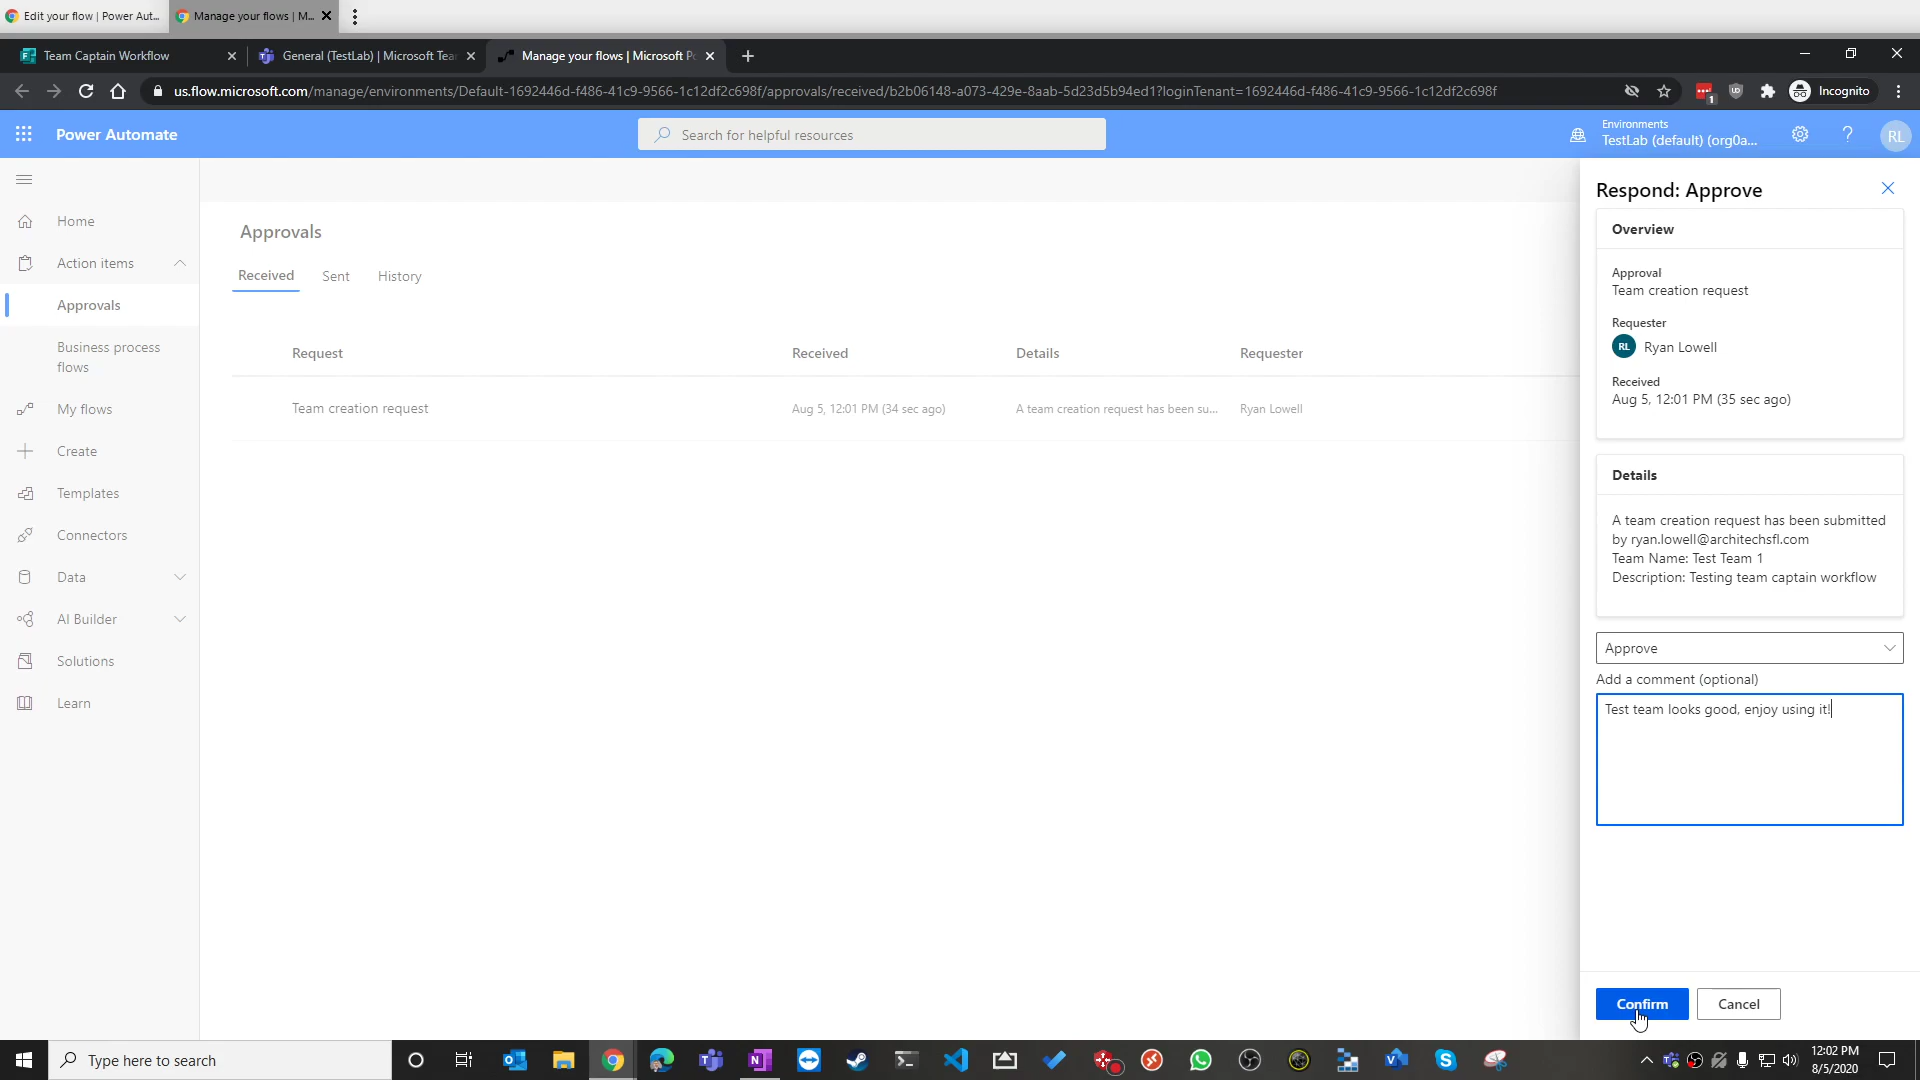 Edit your flow | Power Aut...
Manage your flows | M...
Team Captain Workflow
General (TestLab) | Microsoft Tea
Manage your flows | Microsoft Po
us.flow.microsoft.com/manage/environments/Default-1692446d-f486-41c9-9566-1c12df2c698f/approvals/received/b2b06148-a073-429e-8aab-5d23d5b94ed1?loginTenant=1692446d-f486-41c9-9566-1c12df2c698f
1
Incognito
Power Automate
Search for helpful resources
Environments
TestLab (default) (org0a...
?
RL
Home
Action items
Approvals
Business process
flows
My flows
Create
Templates
Connectors
Data
AI Builder
Solutions
Learn
Approvals
Received
Sent
History
Request
Received
Details
Requester
Team creation request
Aug 5, 12:01 PM (34 sec ago)
A team creation request has been su...
Ryan Lowell
Respond: Approve
Overview
Approval
Team creation request
Requester
RL
Ryan Lowell
Received
Aug 5, 12:01 PM (35 sec ago)
Details
A team creation request has been submitted
by ryan.lowell@architechsfl.com
Team Name: Test Team 1
Description: Testing team captain workflow
Approve
Add a comment (optional)
Test team looks good, enjoy using it!
Confirm
Cancel
Type here to search
12:02 PM
8/5/2020